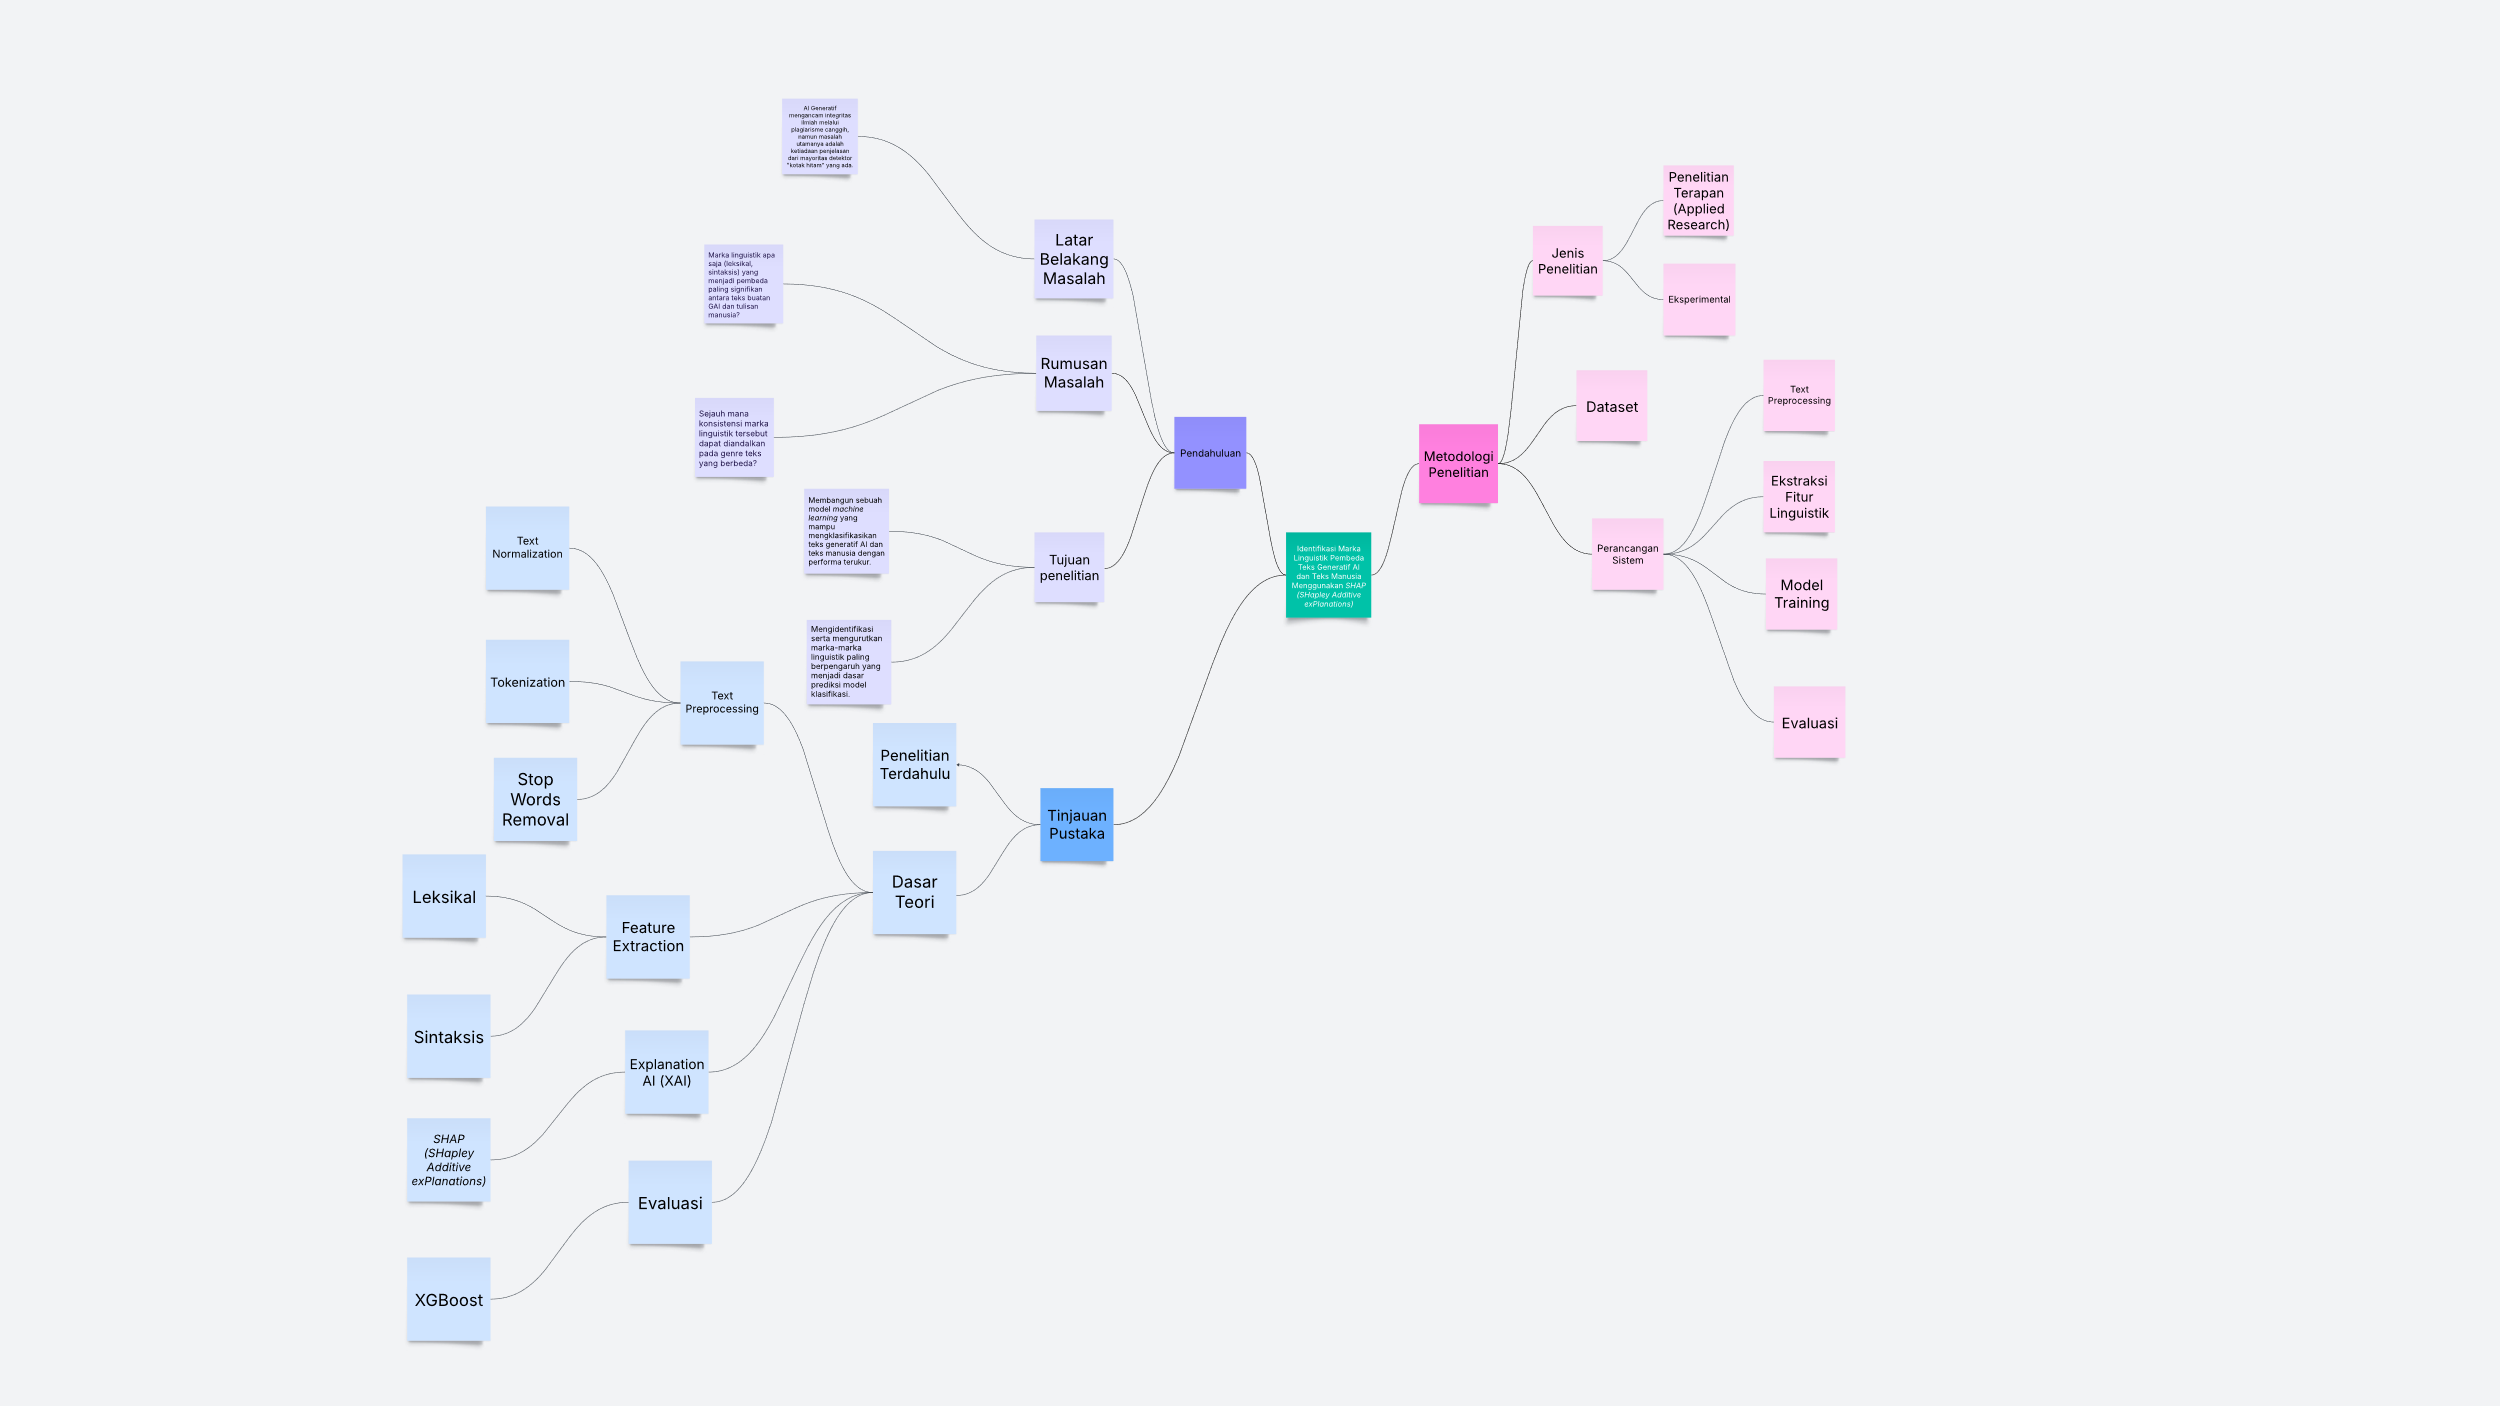 AI Generatif
mengancam integritas
ilmiah melalui
plagiarisme canggih,
namun masalah
utamanya adalah
ketiadaan penjelasan
dari mayoritas detektor
"kotak hitam" yang ada.
Latar
Belakang
Masalah
Marka linguistik apa
saja (leksikal,
sintaksis) yang
menjadi pembeda
paling signifikan
antara teks buatan
GAI dan tulisan
manusia?
Rumusan
Masalah
Sejauh mana
konsistensi marka
linguistik tersebut
dapat diandalkan
pada genre teks
yang berbeda?
Pendahuluan
Membangun sebuah
model machine
learning yang
mampu
mengklasifikasikan
teks generatif AI dan
teks manusia dengan
performa terukur.
Tujuan
penelitian
Mengidentifikasi
serta mengurutkan
marka-marka
linguistik paling
berpengaruh yang
menjadi dasar
prediksi model
klasifikasi.
Identifikasi Marka
Linguistik Pembeda
Teks Generatif AI
dan Teks Manusia
Menggunakan SHAP
(SHapley Additive
exPlanations)
Metodologi
Penelitian
Jenis
Penelitian
Penelitian
Terapan
(Applied
Research)
Eksperimental
Dataset
Perancangan
Sistem
Text
Preprocessing
Ekstraksi
Fitur
Linguistik
Model
Training
Evaluasi
Tinjauan
Pustaka
Penelitian
Terdahulu
Dasar
Teori
Text
Preprocessing
Text
Normalization
Tokenization
Stop
Words
Removal
Feature
Extraction
Leksikal
Sintaksis
Explanation
AI (XAI)
SHAP
(SHapley
Additive
exPlanations)
Evaluasi
XGBoost